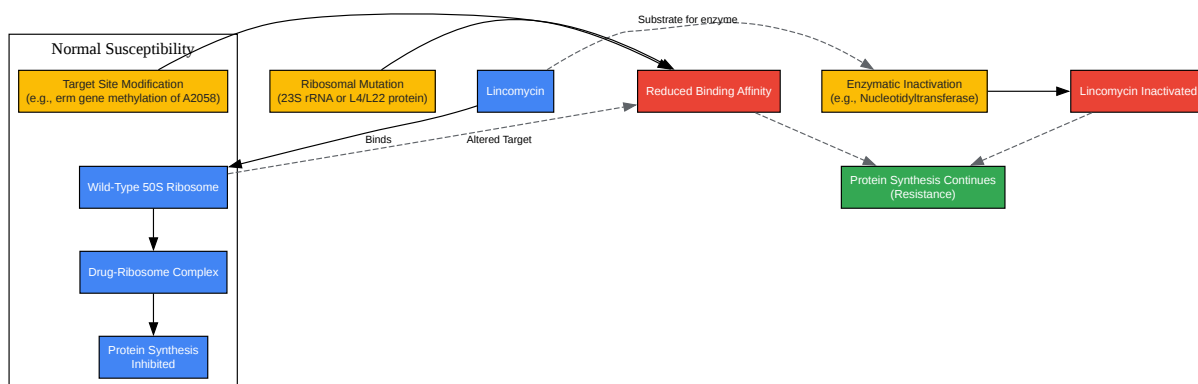 Substrate for enzyme
Normal Susceptibility
Target Site Modification
(e.g., erm gene methylation of A2058)
Ribosomal Mutation
(23S rRNA or L4/L22 protein)
Lincomycin
Reduced Binding Affinity
Enzymatic Inactivation
(e.g., Nucleotidyltransferase)
Lincomycin Inactivated
Binds
Altered Target
Wild-Type 50S Ribosome
Protein Synthesis Continues
(Resistance)
Drug-Ribosome Complex
Protein Synthesis
Inhibited